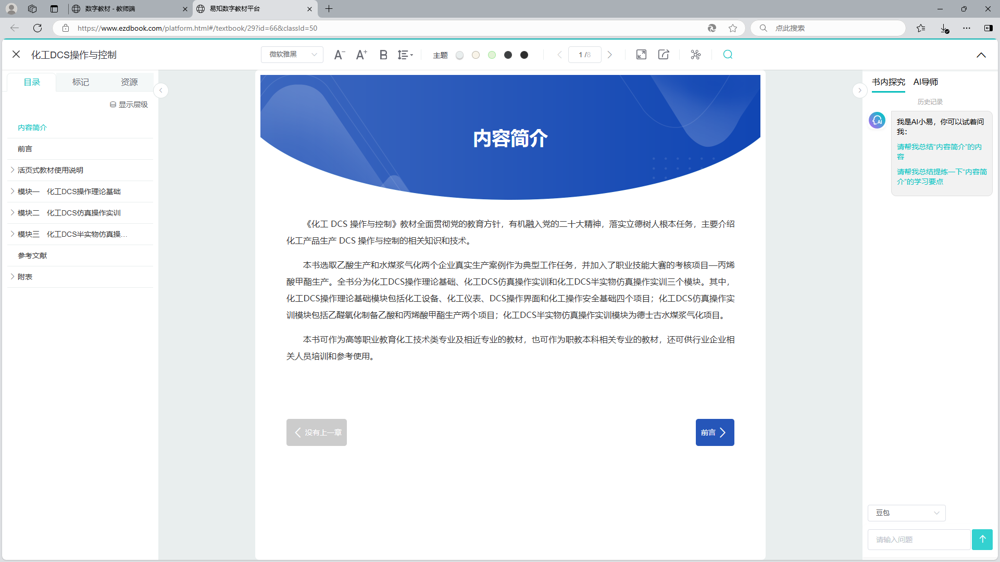 数字教材 - 教师端
易知数字教材平台
https://www.ezdbook.com/platform.html#/textbook/29?id=66&classId=50
点此搜索
化工DCS操作与控制
微软雅黑
A⁻
A⁺
B
主题
1 /8
目录
标记
资源
显示层级
内容简介
前言
活页式教材使用说明
模块一 化工DCS操作理论基础
模块二 化工DCS仿真操作实训
模块三 化工DCS半实物仿真操...
参考文献
附表
内容简介
《化工 DCS 操作与控制》教材全面贯彻党的教育方针，有机融入党的二十大精神，落实立德树人根本任务，主要介绍
化工产品生产 DCS 操作与控制的相关知识和技术。
本书选取乙酸生产和水煤浆气化两个企业真实生产案例作为典型工作任务，并加入了职业技能大赛的考核项目—丙烯
酸甲酯生产。全书分为化工DCS操作理论基础、化工DCS仿真操作实训和化工DCS半实物仿真操作实训三个模块。其中，
化工DCS操作理论基础模块包括化工设备、化工仪表、DCS操作界面和化工操作安全基础四个项目；化工DCS仿真操作实
训模块包括乙醛氧化制备乙酸和丙烯酸甲酯生产两个项目；化工DCS半实物仿真操作实训模块为德士古水煤浆气化项目。
本书可作为高等职业教育化工技术类专业及相近专业的教材，也可作为职教本科相关专业的教材，还可供行业企业相
关人员培训和参考使用。
没有上一章
前言
书内探究
AI导师
历史记录
AI
我是AI小易，你可以试着问
我：
请帮我总结“内容简介”的内
容
请帮我总结提炼一下“内容简
介”的学习要点
豆包
请输入问题